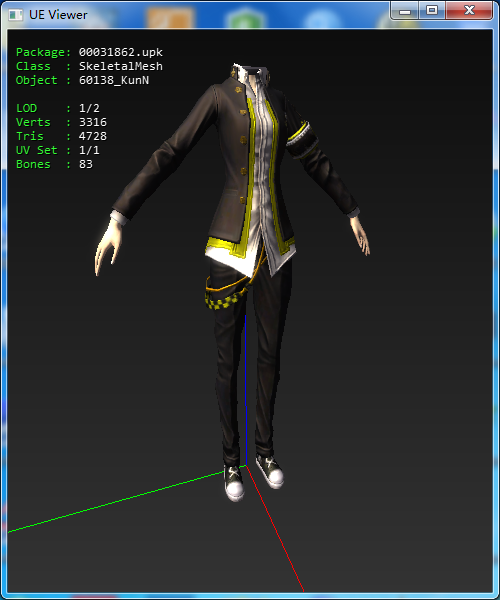 UE Viewer
Package: 00031862.upk
Class : SkeletalMesh
Object : 60138_KunN
LOD : 1/2
Verts : 3316
Tris : 4728
UV Set : 1/1
Bones : 83